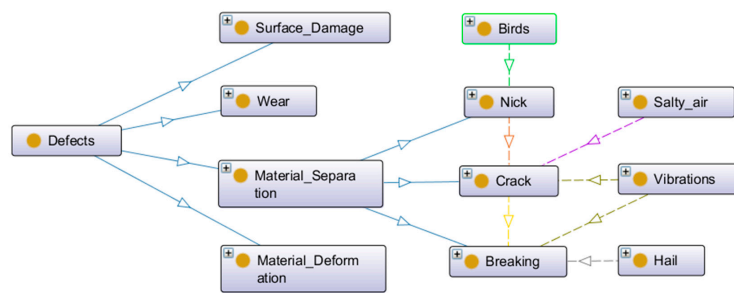 Surface_Damage
Birds
Wear
Nick
Salty_air
Defects
Material_Separa
tion
Crack
Vibrations
Material_Deform
ation
Breaking
Hail